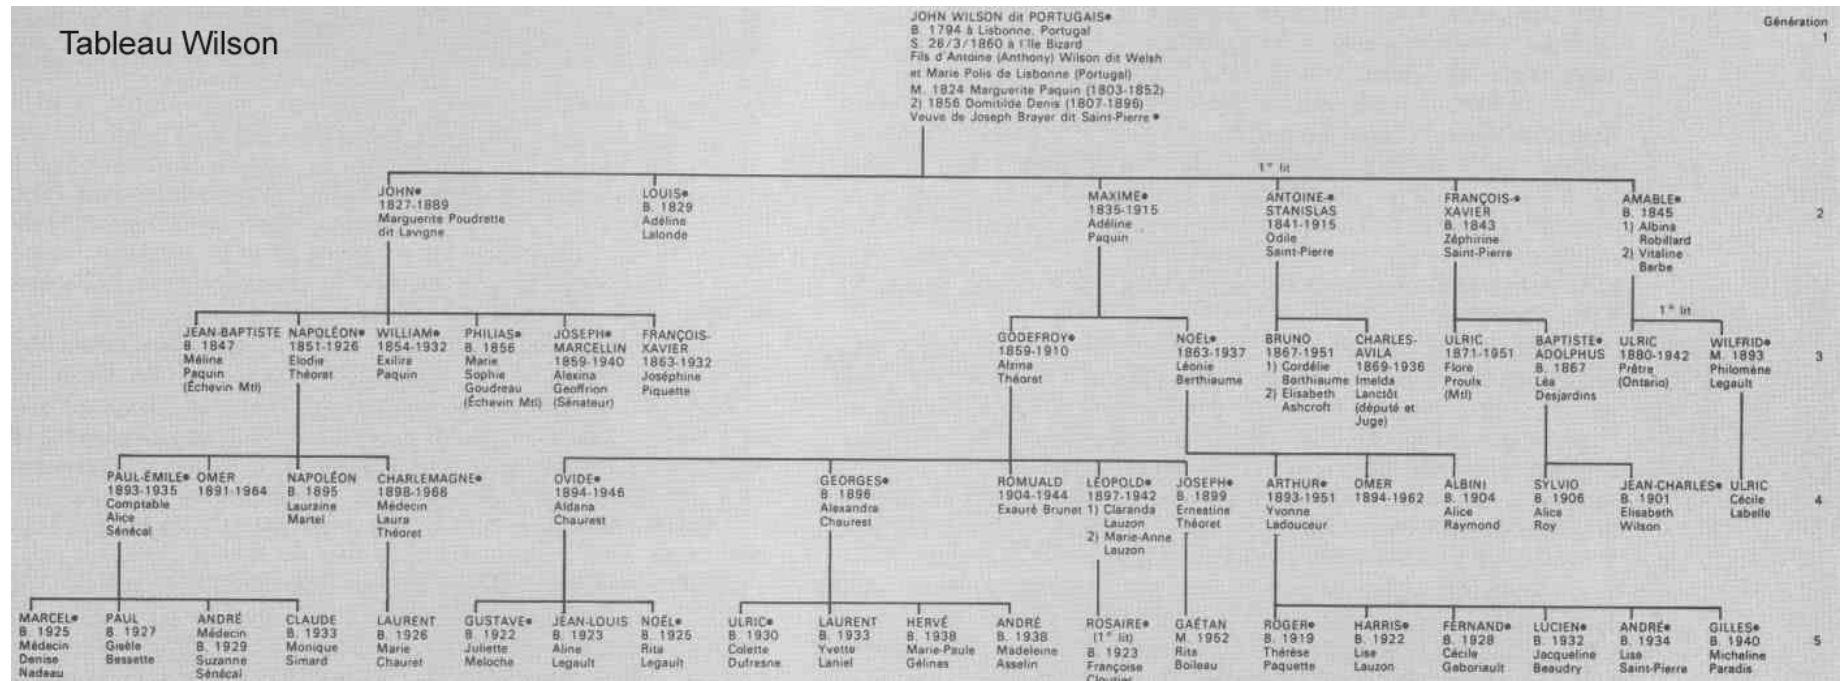 Tableau Wilson
JOHN WILSON dit PORTUGAIS●
B. 1794 à Lisbonne, Portugal
S. 26/3/1860 à l'Ile Bizard
Fils d'Antoine (Anthony) Wilson dit Welsh
et Marie Polis de Lisbonne (Portugal)
M. 1824 Marguerite Paquin (1803-1852)
2) 1856 Domitilde Denis (1807-1896)
Veuve de Joseph Brayer dit Saint-Pierre ●
Génération
1
1er lit
JOHN●
1827-1889
Marguerite Poudrette
dit Lavigne
LOUIS●
B. 1829
Adéline
Lalonde
MAXIME●
1835-1915
Adéline
Paquin
ANTOINE-●
STANISLAS
1841-1915
Odile
Saint-Pierre
FRANÇOIS-●
XAVIER
B. 1843
Zéphirine
Saint-Pierre
AMABLE●
B. 1845
1) Albina
Robillard
2) Vitaline
Barbe
2
JEAN-BAPTISTE
B. 1847
Mélina
Paquin
(Échevin Mtl)
NAPOLÉON●
1851-1926
Elodie
Théoret
WILLIAM●
1854-1932
Exilire
Paquin
PHILIAS●
B. 1856
Marie
Sophie
Goudreau
(Échevin Mtl)
JOSEPH●
MARCELLIN
1859-1940
Alexina
Geoffrion
(Sénateur)
FRANÇOIS-
XAVIER
1863-1932
Joséphine
Piquette
GODEFROY●
1859-1910
Alzina
Théoret
NOËL●
1863-1937
Léonie
Berthiaume
BRUNO
1867-1951
1) Cordélie
Barthiaume
2) Elisabeth
Ashcroft
CHARLES-
AVILA
1869-1936
Imelda
Lanctôt
(député et
Juge)
ULRIC
1871-1951
Flore
Proulx
(Mtl)
BAPTISTE●
ADOLPHUS
B. 1867
Léa
Desjardins
1er lit
ULRIC
1880-1942
Prêtre
(Ontario)
WILFRID●
M. 1893
Philomène
Legault
3
PAUL-ÉMILE●
1893-1935
Comptable
Alice
Sénécal
OMER
1891-1964
NAPOLÉON
B. 1895
Lauraine
Martel
CHARLEMAGNE●
1898-1968
Médecin
Laura
Théoret
OVIDE●
1894-1946
Aldana
Chaurest
GEORGES●
B. 1896
Alexandra
Chaurest
ROMUALD
1904-1944
Exauré Brunet
LÉOPOLD●
1897-1942
1) Claranda
Lauzon
2) Marie-Anne
Lauzon
JOSEPH●
B. 1899
Ernestine
Théoret
ARTHUR●
1893-1951
Yvonne
Ladouceur
OMER
1894-1962
ALBINI
B. 1904
Alice
Raymond
SYLVIO
B. 1906
Alice
Roy
JEAN-CHARLES●
B. 1901
Elisabeth
Wilson
ULRIC
Cécile
Labelle
4
MARCEL●
B. 1925
Médecin
Denise
Nadeau
PAUL
B. 1927
Gisèle
Bessette
ANDRÉ
Médecin
B. 1929
Suzanne
Sénécal
CLAUDE
B. 1933
Monique
Simard
LAURENT
B. 1926
Marie
Chauret
GUSTAVE●
B. 1922
Juliette
Meloche
JEAN-LOUIS
B. 1923
Aline
Legault
NOËL●
B. 1925
Rita
Legault
ULRIC●
B. 1930
Colette
Dufresne
LAURENT
B. 1933
Yvette
Laniel
HERVÉ
B. 1938
Marie-Paule
Gélines
ANDRÉ
B. 1938
Madeleine
Asselin
ROSAIRE●
(1er lit)
B. 1923
Françoise
Cloutier
GAÉTAN
M. 1952
Rita
Boileau
ROGER●
B. 1919
Thérèse
Paquette
HARRIS●
B. 1922
Lise
Lauzon
FERNAND●
B. 1928
Cécile
Gaboriault
LUCIEN●
B. 1932
Jacqueline
Beaudry
ANDRÉ●
B. 1934
Lise
Saint-Pierre
GILLES●
B. 1940
Micheline
Paradis
5